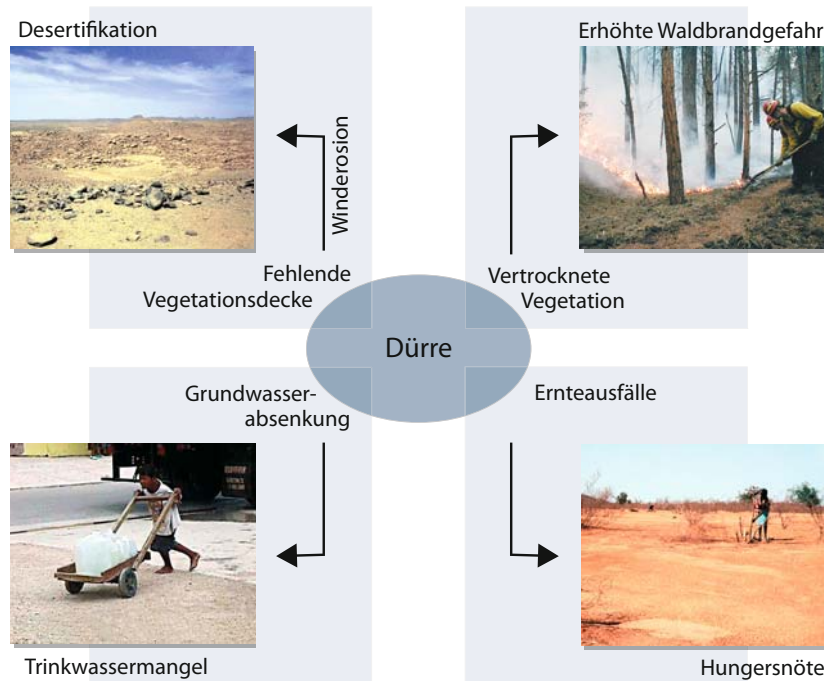 Desertifikation
Erhöhte Waldbrandgefahr
Winderosion
Fehlende
Vegetationsdecke
Vertrocknete
Vegetation
Dürre
Grundwasser-
absenkung
Ernteausfälle
Trinkwassermangel
Hungersnöte